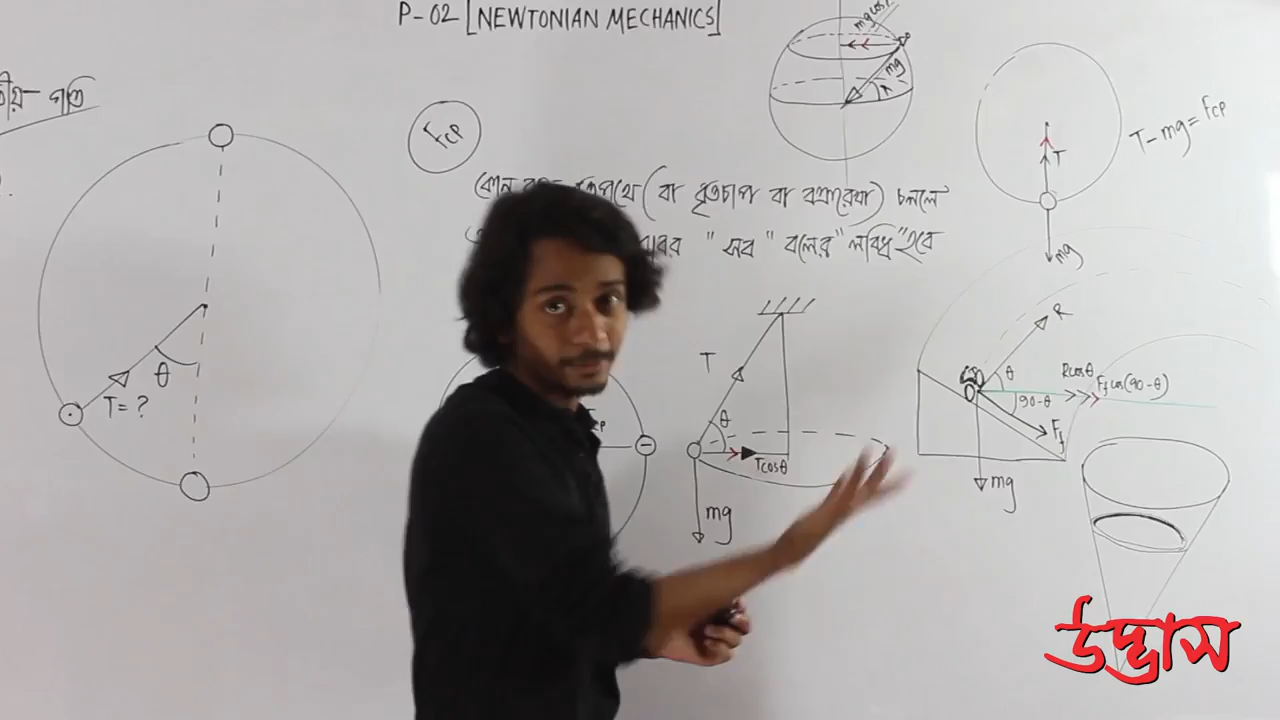 P-02 [NEWTONIAN MECHANICS]
গতি
mg
T
T-mg = Fcp
mg
Fcp
(বা বৃত্তচাপ বা বক্ররেখা) চললে
"সব" বলের "লব্ধি" হবে
θ
T=?
T
θ
Tcosθ
mg
R
θ
Rcosθ
90-θ
Ff cos(90-θ)
Ff
mg
উদ্ভাস